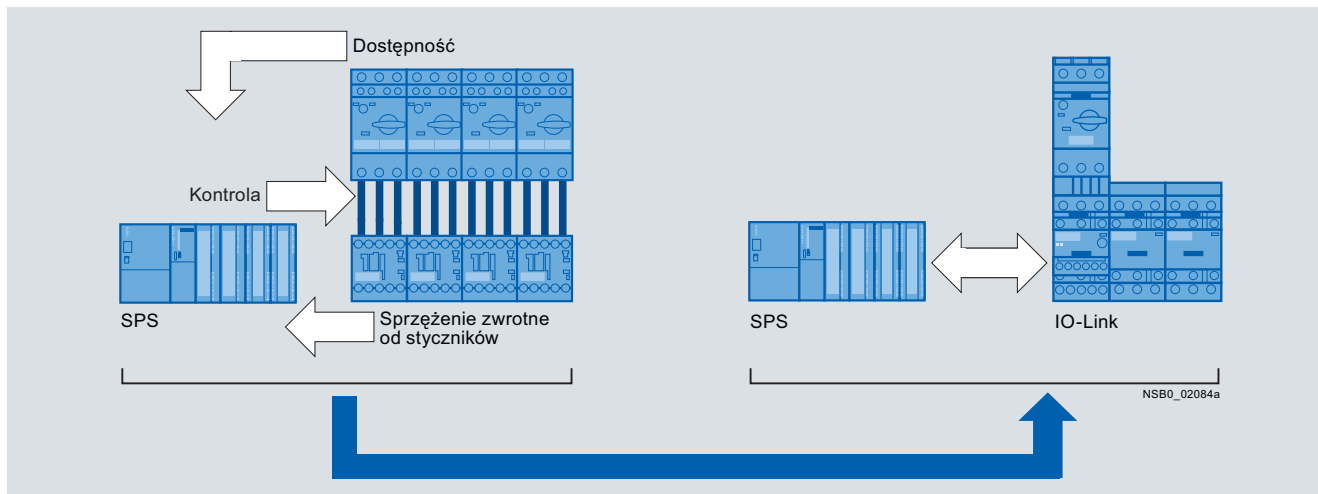 Dostępność
Kontrola
SPS
Sprzężenie zwrotne
od styczników
SPS
IO-Link
NSB0_02084a